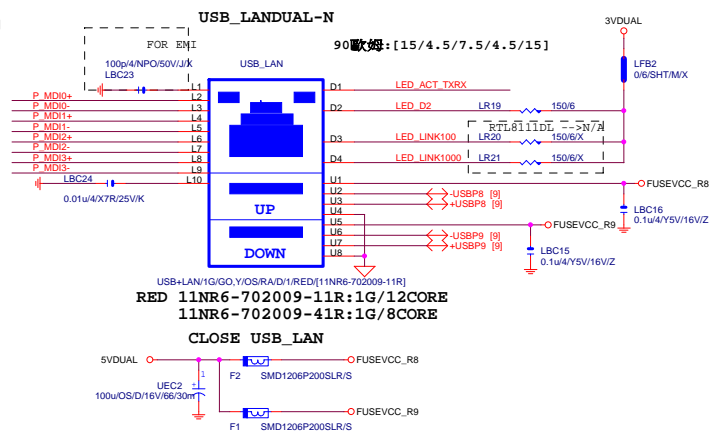 USB_LANDUAL-N
FOR EMI
100p/4/NPO/50V/J/X
LBC23
USB_LAN
90歐姆:[15/4.5/7.5/4.5/15]
3VDUAL
LFB2
0/6/SHT/M/X
P_MDI0+
P_MDI0-
P_MDI1+
P_MDI1-
P_MDI2+
P_MDI2-
P_MDI3+
P_MDI3-
L1
L2
L3
L4
L5
L6
L7
L8
L9
L10
LBC24
0.01u/4/X7R/25V/K
D1 LED_ACT_TXRX
D2 LED_D2 LR19 150/6
RTL8111DL -->N/A
D3 LED_LINK100 LR20 150/6/X
D4 LED_LINK1000 LR21 150/6/X
U1 FUSEVCC_R8
U2 -USBP8 [9]
U3 +USBP8 [9]
U4
U5 FUSEVCC_R9
U6 -USBP9 [9]
U7 +USBP9 [9]
U8
LBC16
0.1u/4/Y5V/16V/Z
LBC15
0.1u/4/Y5V/16V/Z
UP
DOWN
USB+LAN/1G/GO,Y/OS/RA/D/1/RED/[11NR6-702009-11R]
RED 11NR6-702009-11R:1G/12CORE
11NR6-702009-41R:1G/8CORE
CLOSE USB_LAN
5VDUAL
FUSEVCC_R8
F2 SMD1206P200SLR/S
1
+
UEC2
100u/OS/D/16V/66/30m
FUSEVCC_R9
F1 SMD1206P200SLR/S